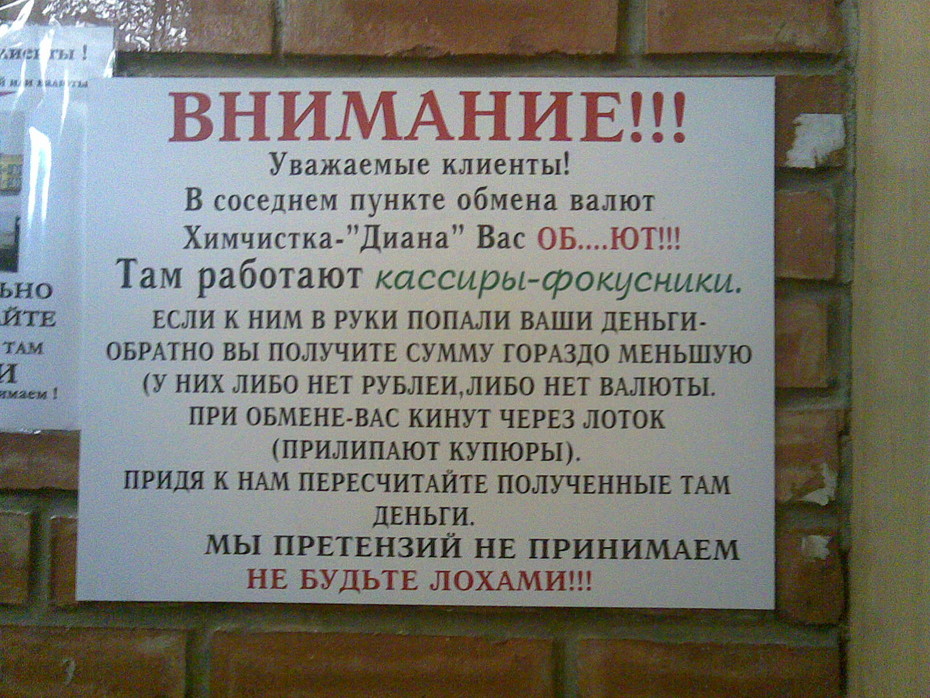 ВНИМАНИЕ!!!
Уважаемые клиенты!
В соседнем пункте обмена валют
Химчистка-"Диана" Вас ОБ....ЮТ!!!
Там работают кассиры-фокусники.
ЕСЛИ К НИМ В РУКИ ПОПАЛИ ВАШИ ДЕНЬГИ-
ОБРАТНО ВЫ ПОЛУЧИТЕ СУММУ ГОРАЗДО МЕНЬШУЮ
(У НИХ ЛИБО НЕТ РУБЛЕЙ,ЛИБО НЕТ ВАЛЮТЫ.
ПРИ ОБМЕНЕ-ВАС КИНУТ ЧЕРЕЗ ЛОТОК
(ПРИЛИПАЮТ КУПЮРЫ).
ПРИДЯ К НАМ ПЕРЕСЧИТАЙТЕ ПОЛУЧЕННЫЕ ТАМ
ДЕНЬГИ.
МЫ ПРЕТЕНЗИЙ НЕ ПРИНИМАЕМ
НЕ БУДЬТЕ ЛОХАМИ!!!